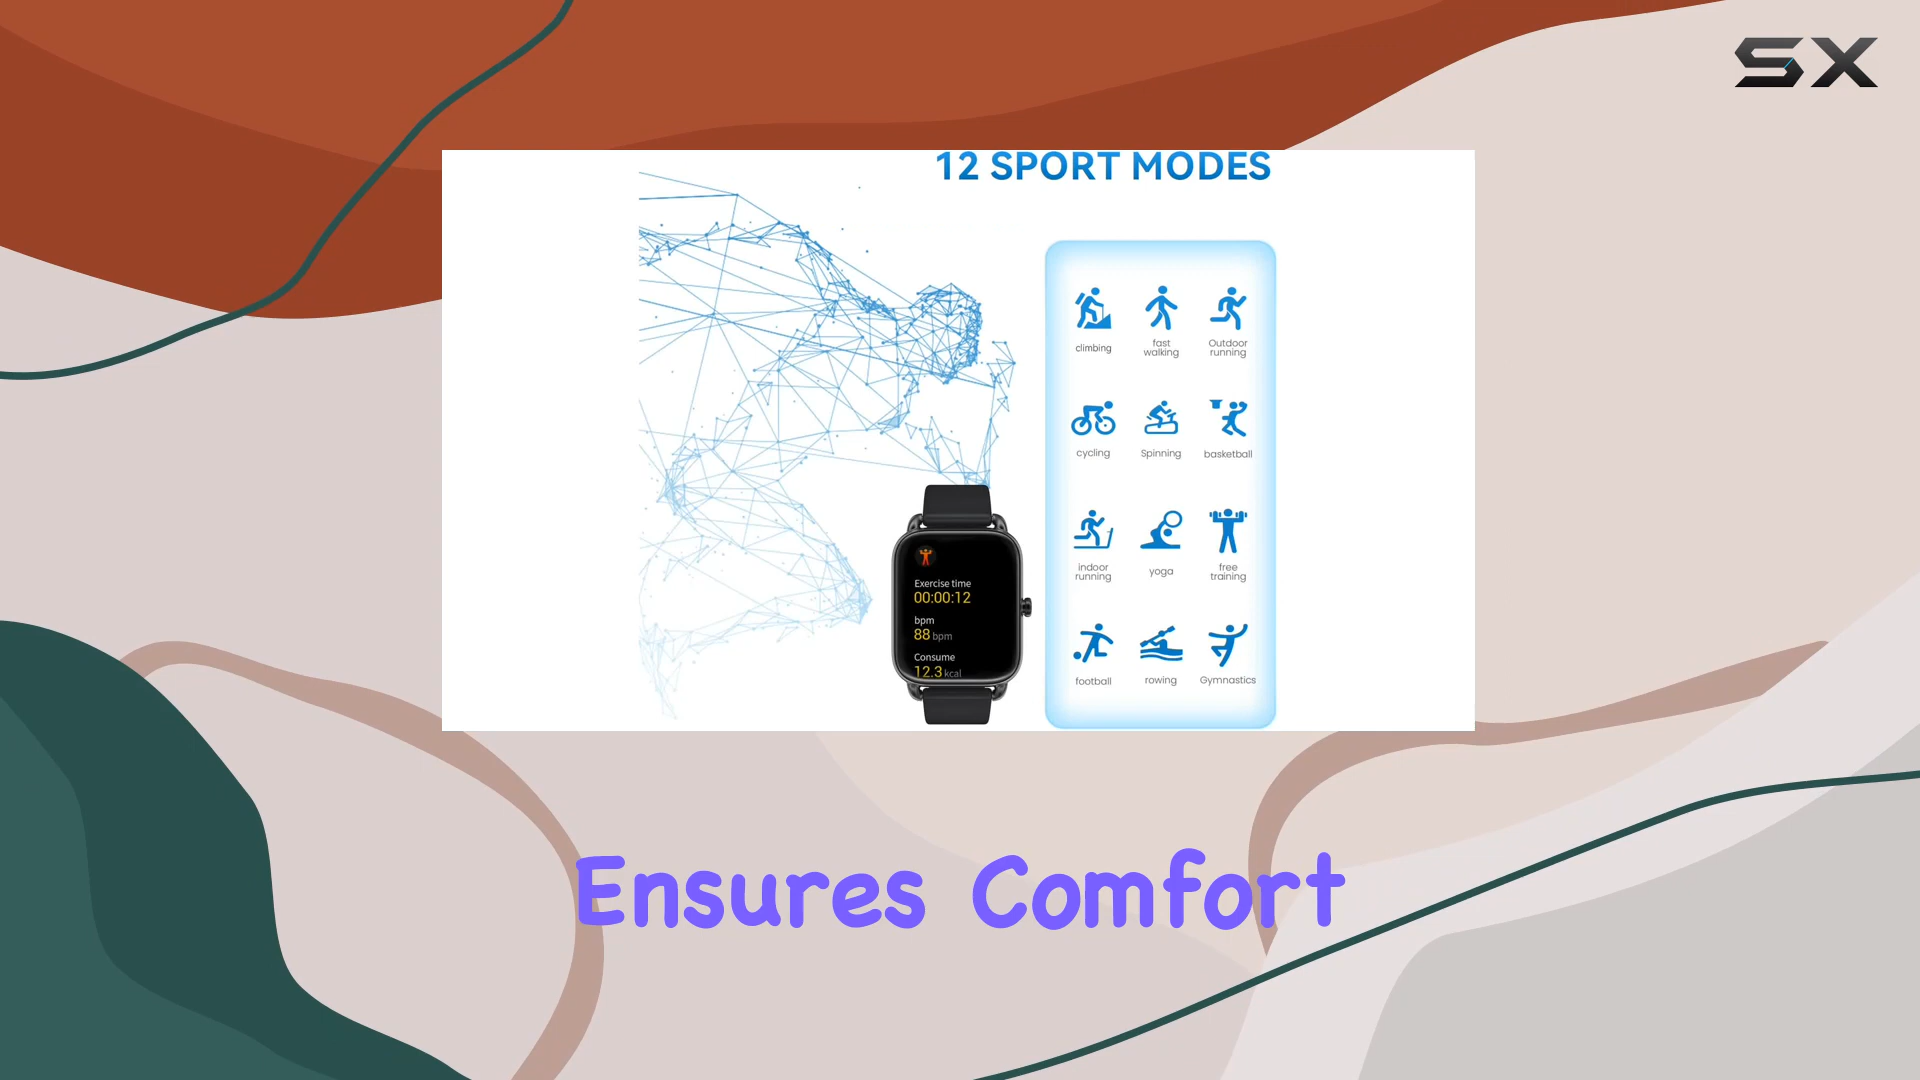 SX
12 SPORT MODES
climbing
fast
walking
Outdoor
running
cycling
Spinning
basketball
indoor
running
yoga
free
training
football
rowing
Gymnastics
Exercise time
00:00:12
bpm
88 bpm
Consume
12.3 kcal
Ensures Comfort